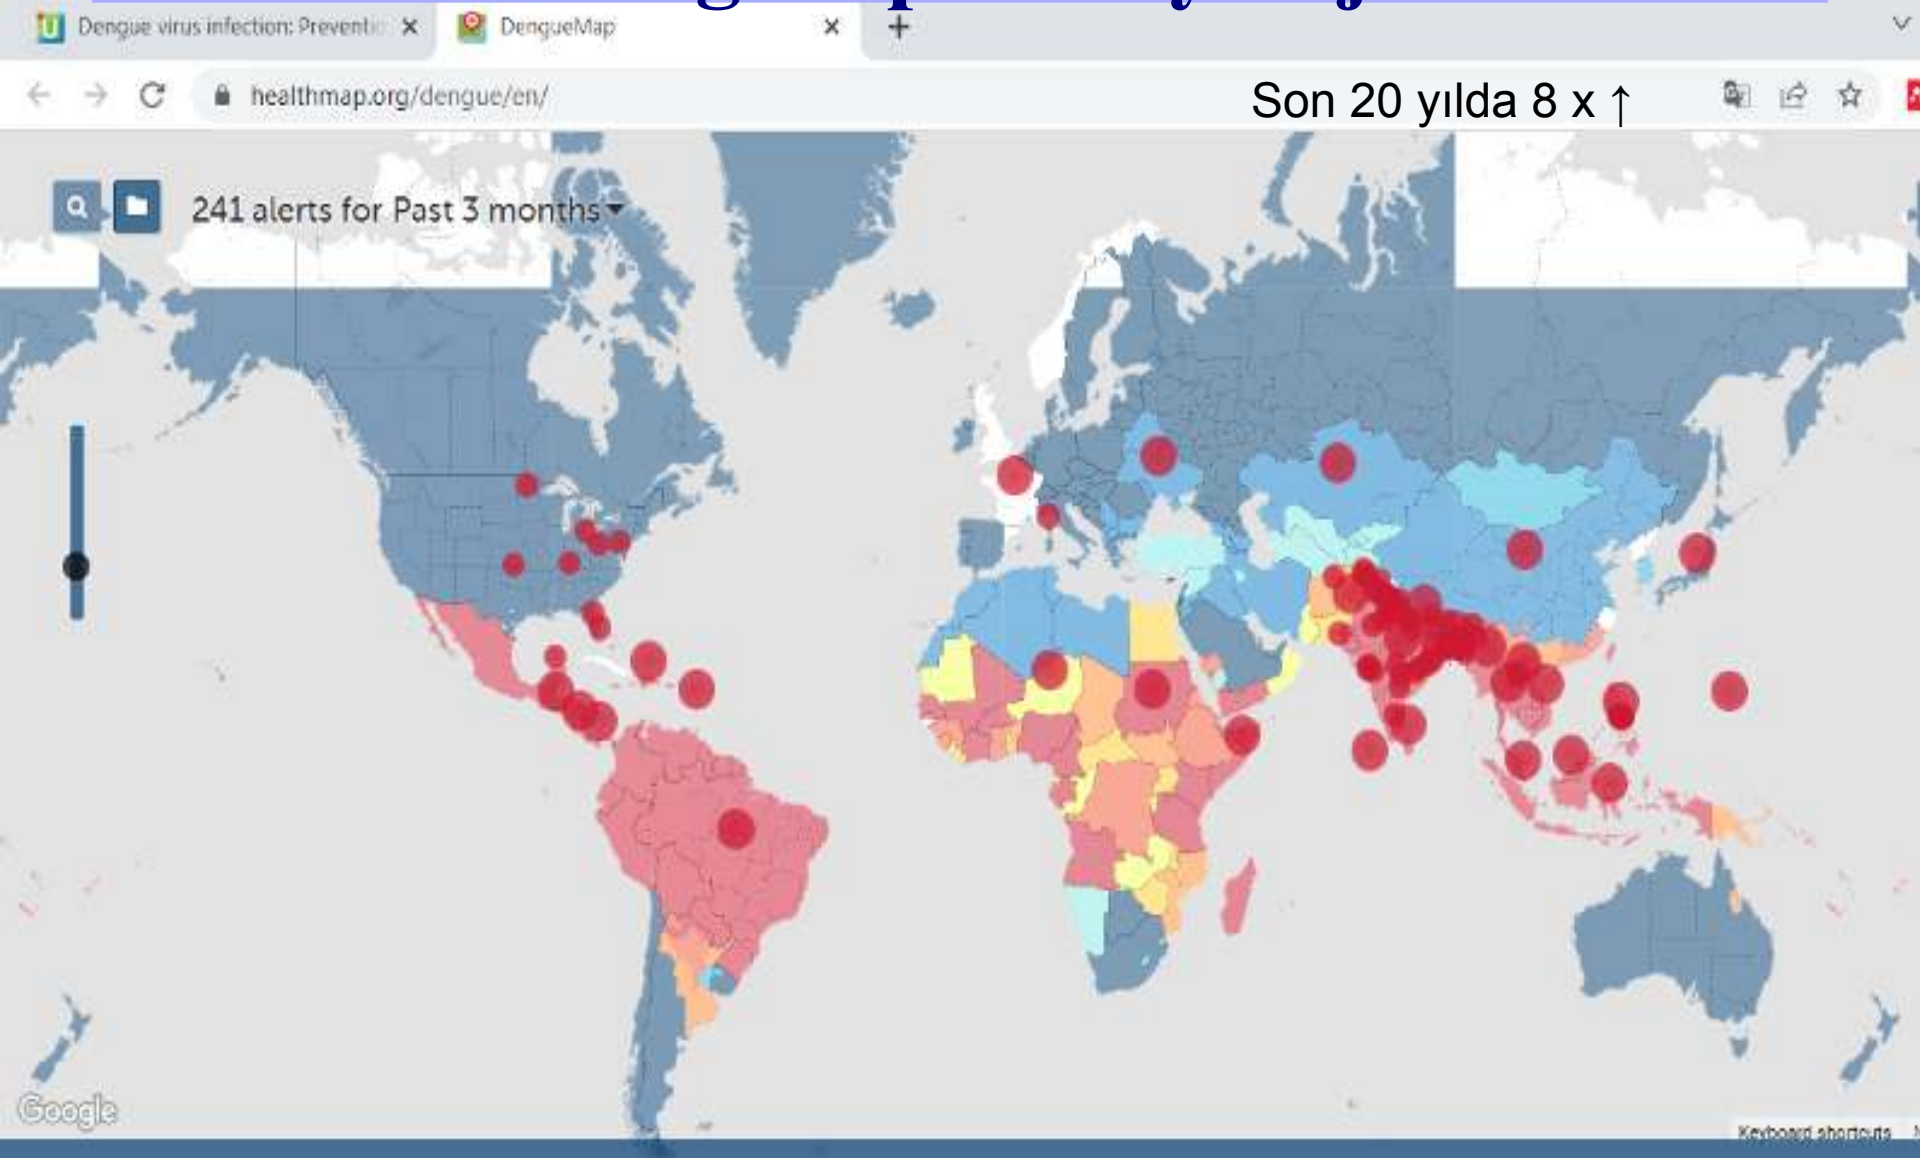 Dengue virus infection: Preventio
DengueMap
healthmap.org/dengue/en/
Son 20 yılda 8 x ↑
241 alerts for Past 3 months
Google
Keyboard shortcuts